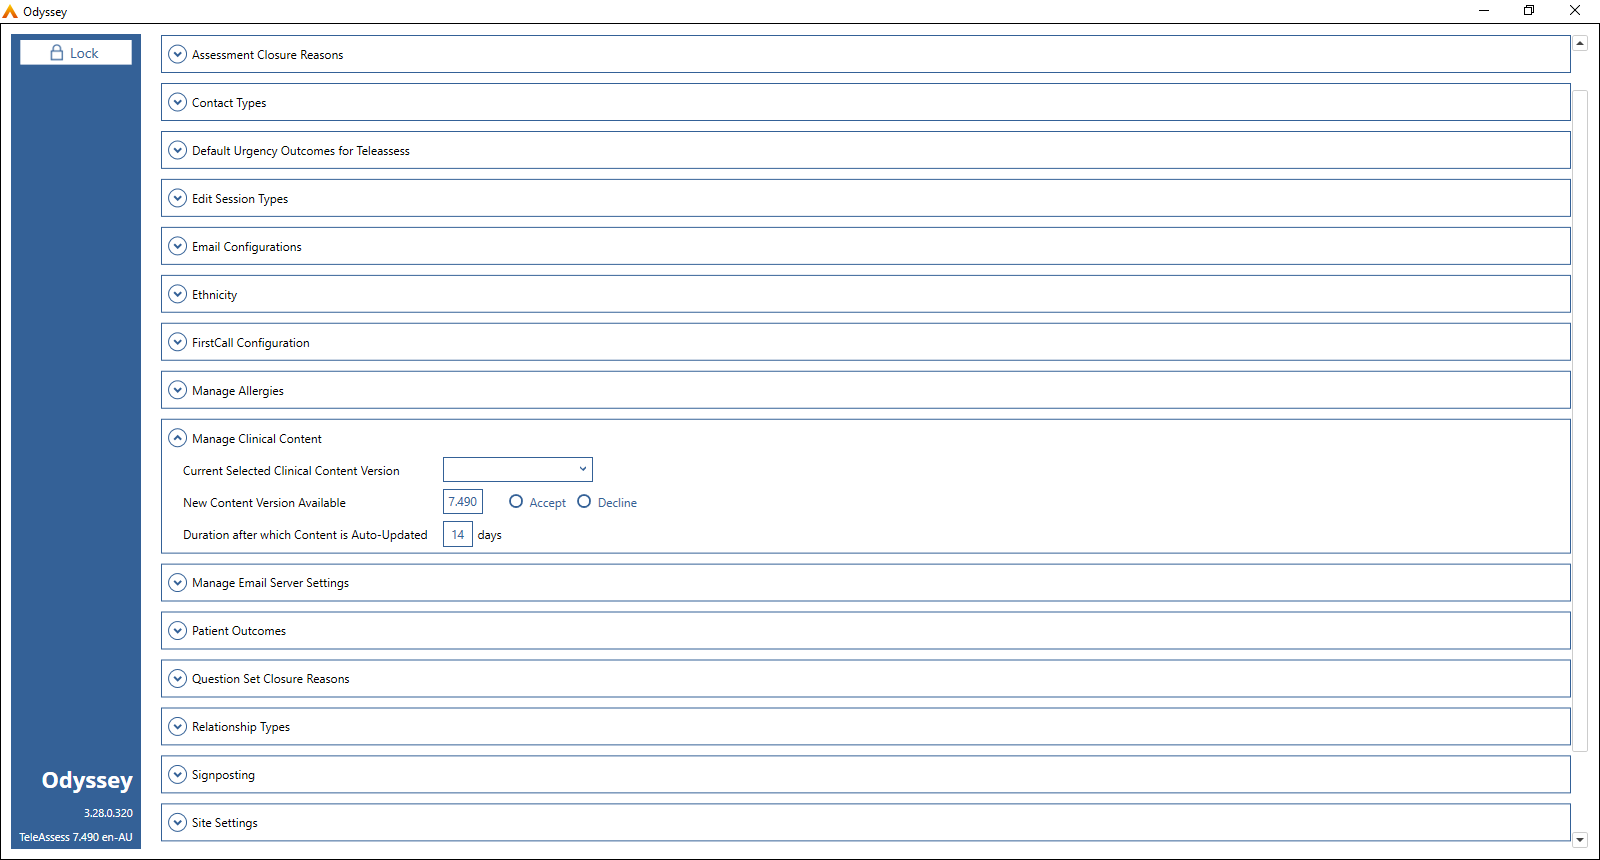 Odyssey
Lock
Assessment Closure Reasons
Contact Types
Default Urgency Outcomes for Teleassess
Edit Session Types
Email Configurations
Ethnicity
FirstCall Configuration
Manage Allergies
Manage Clinical Content
Current Selected Clinical Content Version
New Content Version Available 7.490 Accept Decline
Duration after which Content is Auto-Updated 14 days
Manage Email Server Settings
Patient Outcomes
Question Set Closure Reasons
Relationship Types
Signposting
Site Settings
Odyssey
3.28.0.320
TeleAssess 7.490 en-AU